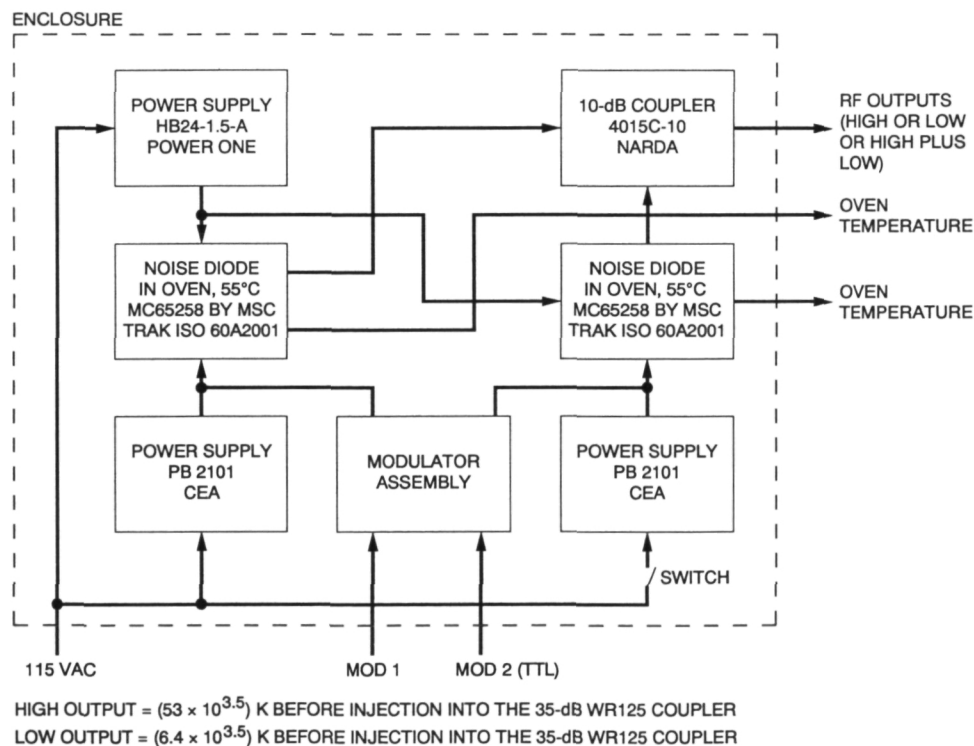 ENCLOSURE
POWER SUPPLY
HB24-1.5-A
POWER ONE
10-dB COUPLER
4015C-10
NARDA
RF OUTPUTS
(HIGH OR LOW
OR HIGH PLUS
LOW)
OVEN
TEMPERATURE
NOISE DIODE
IN OVEN, 55°C
MC65258 BY MSC
TRAK ISO 60A2001
NOISE DIODE
IN OVEN, 55°C
MC65258 BY MSC
TRAK ISO 60A2001
OVEN
TEMPERATURE
POWER SUPPLY
PB 2101
CEA
MODULATOR
ASSEMBLY
POWER SUPPLY
PB 2101
CEA
SWITCH
115 VAC
MOD 1
MOD 2 (TTL)
HIGH OUTPUT = (53 × 10^3.5) K BEFORE INJECTION INTO THE 35-dB WR125 COUPLER
LOW OUTPUT = (6.4 × 10^3.5) K BEFORE INJECTION INTO THE 35-dB WR125 COUPLER